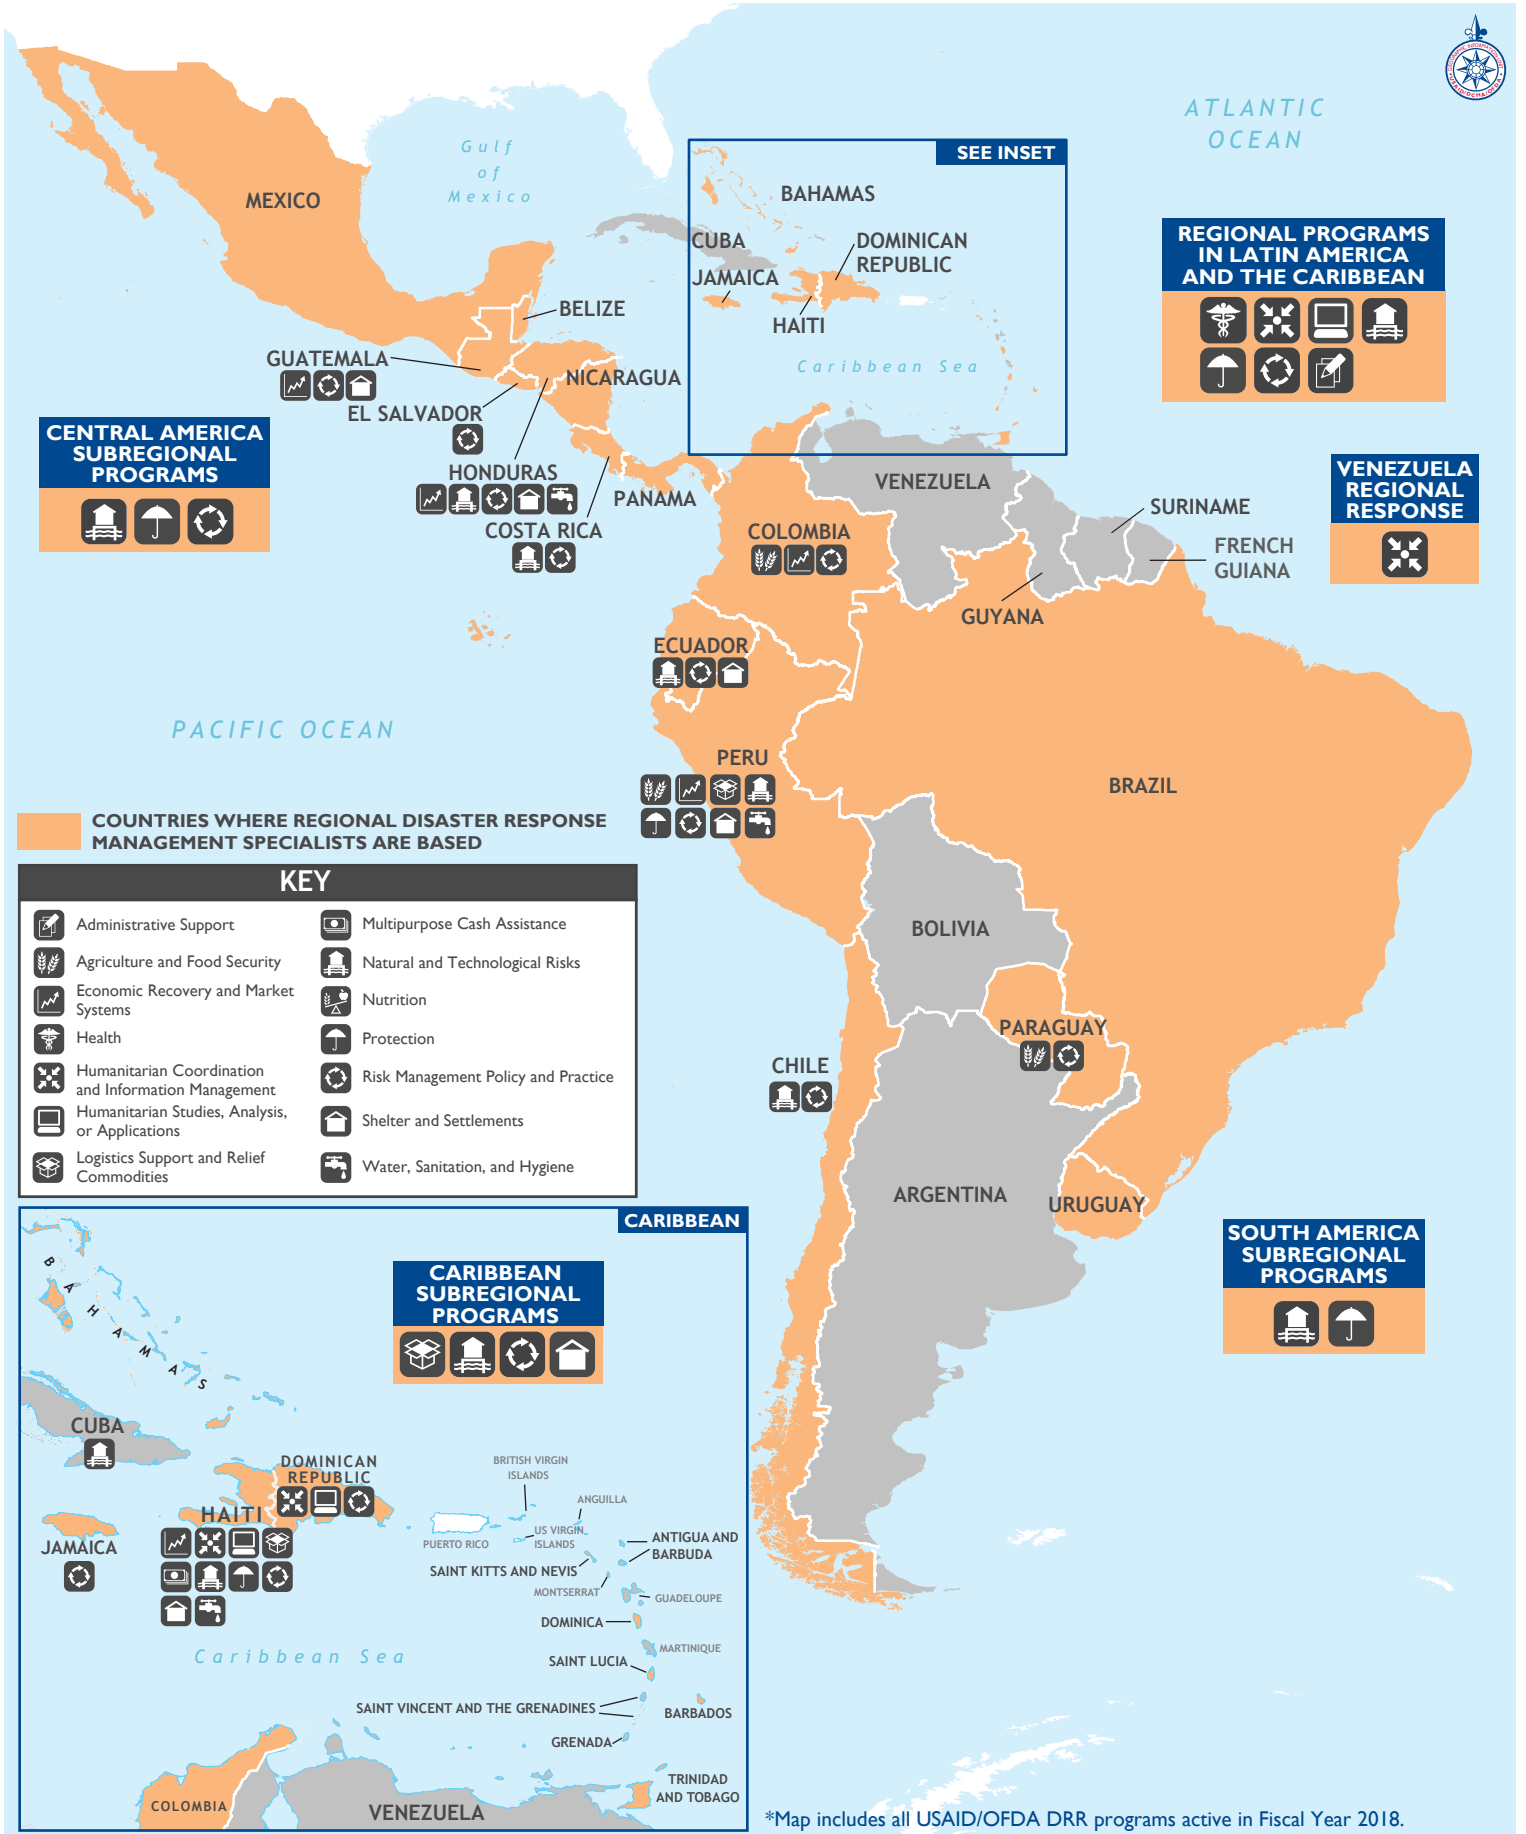 ATLANTIC
OCEAN
Gulf
of
Mexico
SEE INSET
MEXICO
BAHAMAS
CUBA
DOMINICAN
REPUBLIC
JAMAICA
HAITI
Caribbean Sea
REGIONAL PROGRAMS
IN LATIN AMERICA
AND THE CARIBBEAN
BELIZE
GUATEMALA
NICARAGUA
EL SALVADOR
HONDURAS
PANAMA
COSTA RICA
CENTRAL AMERICA
SUBREGIONAL
PROGRAMS
VENEZUELA
REGIONAL
RESPONSE
VENEZUELA
SURINAME
FRENCH
GUIANA
GUYANA
COLOMBIA
ECUADOR
PACIFIC OCEAN
PERU
BRAZIL
COUNTRIES WHERE REGIONAL DISASTER RESPONSE
MANAGEMENT SPECIALISTS ARE BASED
KEY
Administrative Support
Agriculture and Food Security
Economic Recovery and Market
Systems
Health
Humanitarian Coordination
and Information Management
Humanitarian Studies, Analysis,
or Applications
Logistics Support and Relief
Commodities
Multipurpose Cash Assistance
Natural and Technological Risks
Nutrition
Protection
Risk Management Policy and Practice
Shelter and Settlements
Water, Sanitation, and Hygiene
BOLIVIA
PARAGUAY
CHILE
ARGENTINA
URUGUAY
SOUTH AMERICA
SUBREGIONAL
PROGRAMS
CARIBBEAN
CARIBBEAN
SUBREGIONAL
PROGRAMS
BAHAMAS
CUBA
DOMINICAN
REPUBLIC
HAITI
JAMAICA
BRITISH VIRGIN
ISLANDS
ANGUILLA
PUERTO RICO
US VIRGIN
ISLANDS
ANTIGUA AND
BARBUDA
SAINT KITTS AND NEVIS
MONTSERRAT
GUADELOUPE
DOMINICA
MARTINIQUE
SAINT LUCIA
Caribbean Sea
SAINT VINCENT AND THE GRENADINES
BARBADOS
GRENADA
TRINIDAD
AND TOBAGO
COLOMBIA
VENEZUELA
*Map includes all USAID/OFDA DRR programs active in Fiscal Year 2018.